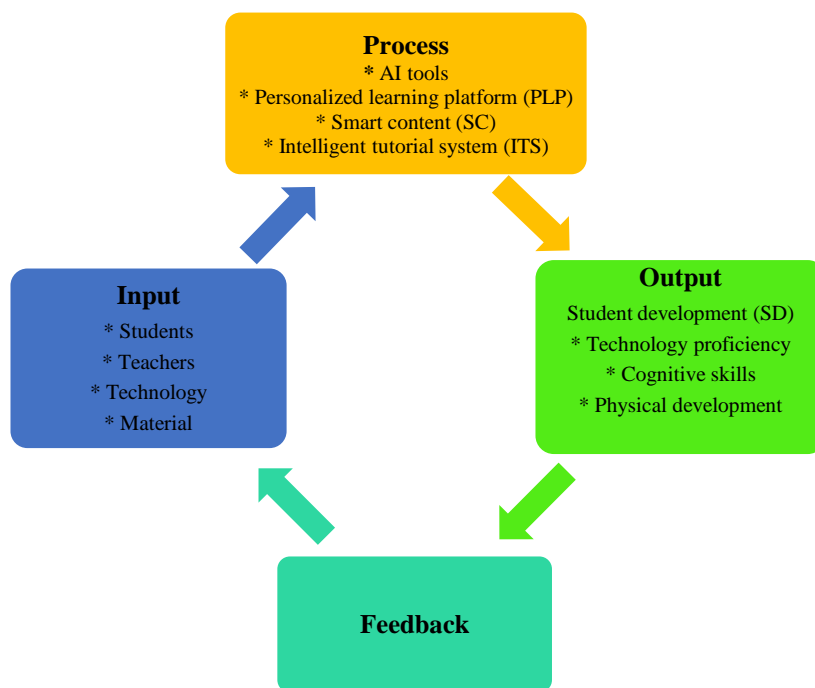 Process
* AI tools
* Personalized learning platform (PLP)
* Smart content (SC)
* Intelligent tutorial system (ITS)
Input
* Students
* Teachers
* Technology
* Material
Output
Student development (SD)
* Technology proficiency
* Cognitive skills
* Physical development
Feedback